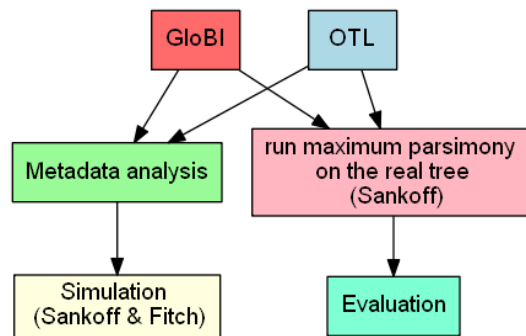 GloBI
OTL
Metadata analysis
run maximum parsimony
on the real tree
(Sankoff)
Simulation
(Sankoff & Fitch)
Evaluation